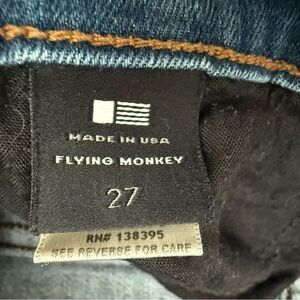 MADE IN USA
FLYING MONKEY
27
RN# 138395
SEE REVERSE FOR CARE